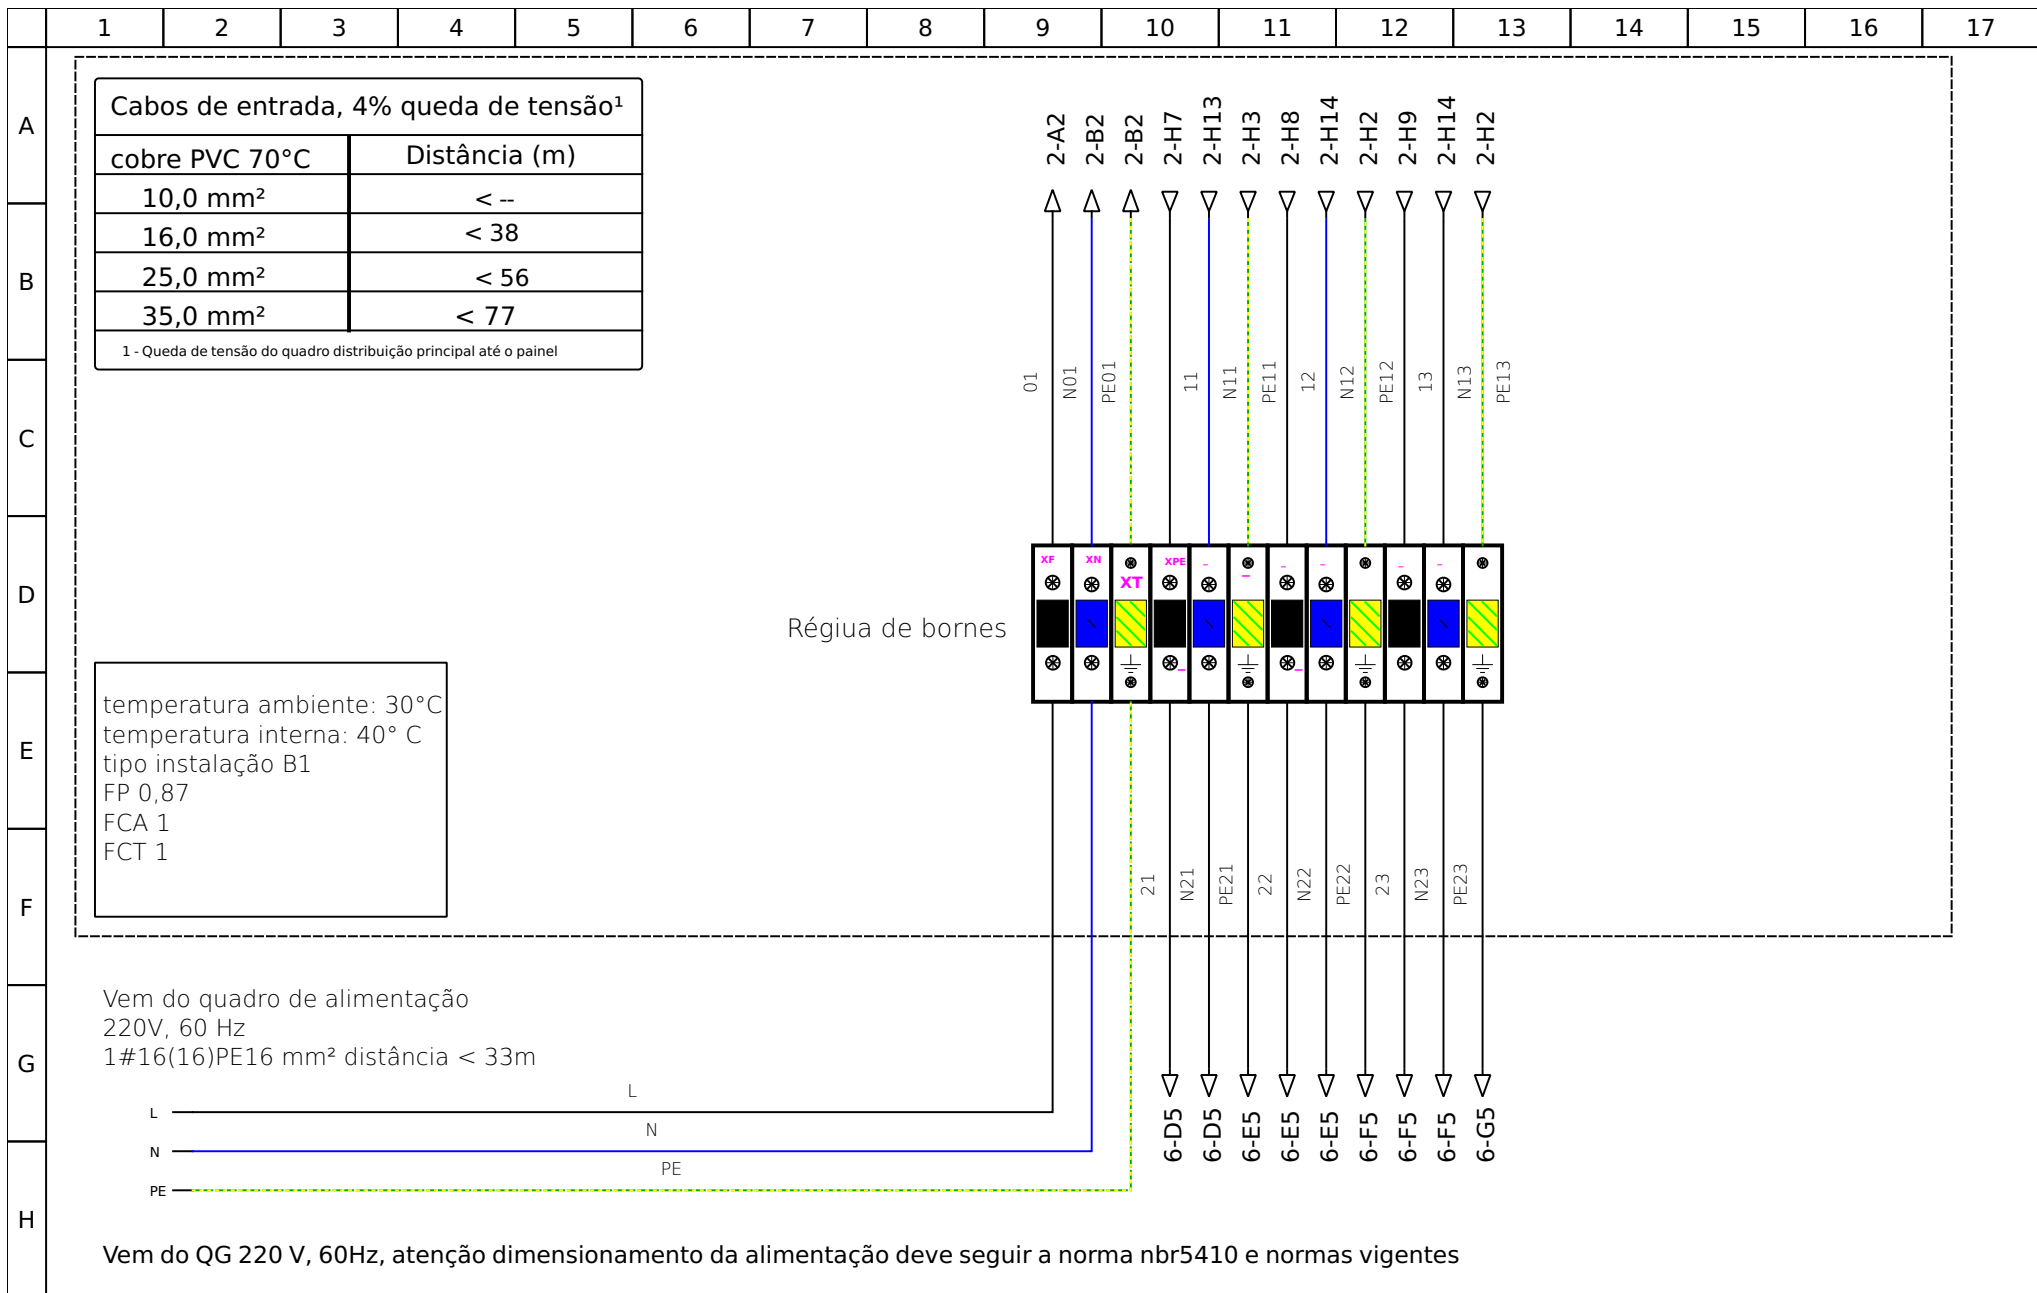 1 2 3 4 5 6 7 8 9 10 11 12 13 14 15 16 17
A
B
C
D
E
F
G
H
Cabos de entrada, 4% queda de tensão¹
cobre PVC 70°C Distância (m)
10,0 mm² < --
16,0 mm² < 38
25,0 mm² < 56
35,0 mm² < 77
1 - Queda de tensão do quadro distribuição principal até o painel
2-A2
2-B2
2-B2
2-H7
2-H13
2-H3
2-H8
2-H14
2-H2
2-H9
2-H14
2-H2
01
N01
PE01
11
N11
PE11
12
N12
PE12
13
N13
PE13
XF XN XPE
XT
Régiua de bornes
temperatura ambiente: 30°C
temperatura interna: 40° C
tipo instalação B1
FP 0,87
FCA 1
FCT 1
21
N21
PE21
22
N22
PE22
23
N23
PE23
Vem do quadro de alimentação
220V, 60 Hz
1#16(16)PE16 mm² distância < 33m
L
L
N
N
PE
PE
6-D5
6-D5
6-E5
6-E5
6-E5
6-F5
6-F5
6-F5
6-G5
Vem do QG 220 V, 60Hz, atenção dimensionamento da alimentação deve seguir a norma nbr5410 e normas vigentes